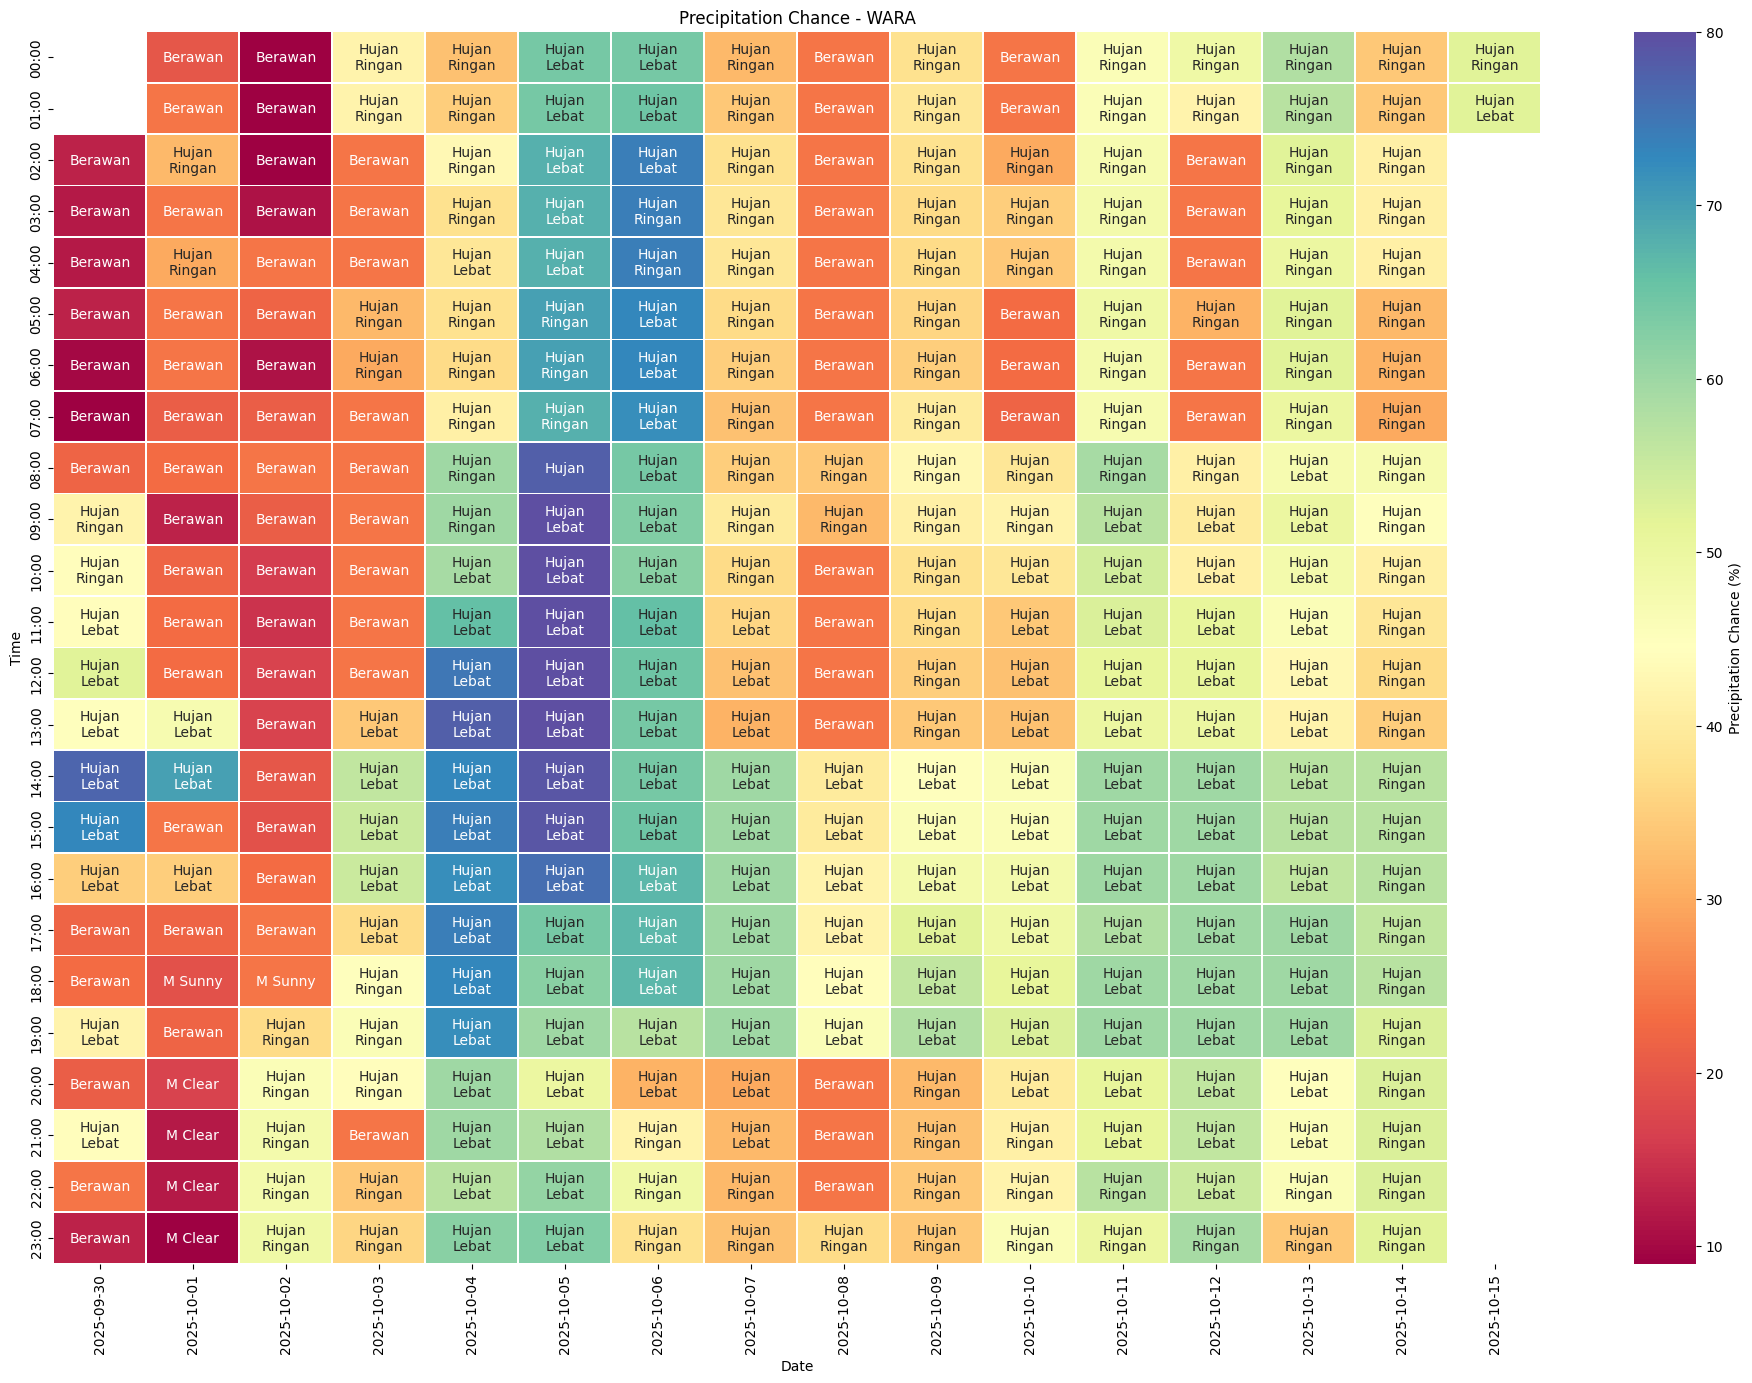 Precipitation Chance - WARA
00:00 Berawan Berawan Hujan Ringan Hujan Ringan Hujan Lebat Hujan Lebat Hujan Ringan Berawan Hujan Ringan Berawan Hujan Ringan Hujan Ringan Hujan Ringan Hujan Ringan Hujan Ringan
01:00 Berawan Berawan Hujan Ringan Hujan Ringan Hujan Lebat Hujan Lebat Hujan Ringan Berawan Hujan Ringan Berawan Hujan Ringan Hujan Ringan Hujan Ringan Hujan Ringan Hujan Lebat
02:00 Berawan Hujan Ringan Berawan Berawan Hujan Ringan Hujan Lebat Hujan Lebat Hujan Ringan Berawan Hujan Ringan Hujan Ringan Hujan Ringan Berawan Hujan Ringan Hujan Ringan
03:00 Berawan Berawan Berawan Berawan Hujan Ringan Hujan Lebat Hujan Ringan Hujan Ringan Berawan Hujan Ringan Hujan Ringan Hujan Ringan Berawan Hujan Ringan Hujan Ringan
04:00 Berawan Hujan Ringan Berawan Berawan Hujan Lebat Hujan Lebat Hujan Ringan Hujan Ringan Berawan Hujan Ringan Hujan Ringan Hujan Ringan Berawan Hujan Ringan Hujan Ringan
05:00 Berawan Berawan Berawan Hujan Ringan Hujan Ringan Hujan Ringan Hujan Lebat Hujan Ringan Berawan Hujan Ringan Berawan Hujan Ringan Hujan Ringan Hujan Ringan Hujan Ringan
06:00 Berawan Berawan Berawan Hujan Ringan Hujan Ringan Hujan Ringan Hujan Lebat Hujan Ringan Berawan Hujan Ringan Berawan Hujan Ringan Berawan Hujan Ringan Hujan Ringan
07:00 Berawan Berawan Berawan Berawan Hujan Ringan Hujan Ringan Hujan Lebat Hujan Ringan Berawan Hujan Ringan Berawan Hujan Ringan Berawan Hujan Ringan Hujan Ringan
08:00 Berawan Berawan Berawan Berawan Hujan Ringan Hujan Hujan Lebat Hujan Ringan Hujan Ringan Hujan Ringan Hujan Ringan Hujan Ringan Hujan Ringan Hujan Lebat Hujan Ringan
09:00 Hujan Ringan Berawan Berawan Berawan Hujan Ringan Hujan Lebat Hujan Lebat Hujan Ringan Hujan Ringan Hujan Ringan Hujan Ringan Hujan Lebat Hujan Lebat Hujan Lebat Hujan Ringan
10:00 Hujan Ringan Berawan Berawan Berawan Hujan Lebat Hujan Lebat Hujan Lebat Hujan Ringan Berawan Hujan Ringan Hujan Lebat Hujan Lebat Hujan Lebat Hujan Lebat Hujan Ringan
11:00 Hujan Lebat Berawan Berawan Berawan Hujan Lebat Hujan Lebat Hujan Lebat Hujan Lebat Berawan Hujan Ringan Hujan Lebat Hujan Lebat Hujan Lebat Hujan Lebat Hujan Ringan
12:00 Hujan Lebat Berawan Berawan Berawan Hujan Lebat Hujan Lebat Hujan Lebat Hujan Lebat Berawan Hujan Ringan Hujan Lebat Hujan Lebat Hujan Lebat Hujan Lebat Hujan Ringan
13:00 Hujan Lebat Hujan Lebat Berawan Hujan Lebat Hujan Lebat Hujan Lebat Hujan Lebat Hujan Lebat Berawan Hujan Ringan Hujan Lebat Hujan Lebat Hujan Lebat Hujan Lebat Hujan Ringan
14:00 Hujan Lebat Hujan Lebat Berawan Hujan Lebat Hujan Lebat Hujan Lebat Hujan Lebat Hujan Lebat Hujan Lebat Hujan Lebat Hujan Lebat Hujan Lebat Hujan Lebat Hujan Lebat Hujan Ringan
15:00 Hujan Lebat Berawan Berawan Hujan Lebat Hujan Lebat Hujan Lebat Hujan Lebat Hujan Lebat Hujan Lebat Hujan Lebat Hujan Lebat Hujan Lebat Hujan Lebat Hujan Lebat Hujan Ringan
16:00 Hujan Lebat Hujan Lebat Berawan Hujan Lebat Hujan Lebat Hujan Lebat Hujan Lebat Hujan Lebat Hujan Lebat Hujan Lebat Hujan Lebat Hujan Lebat Hujan Lebat Hujan Lebat Hujan Ringan
17:00 Berawan Berawan Berawan Hujan Lebat Hujan Lebat Hujan Lebat Hujan Lebat Hujan Lebat Hujan Lebat Hujan Lebat Hujan Lebat Hujan Lebat Hujan Lebat Hujan Lebat Hujan Ringan
18:00 Berawan M Sunny M Sunny Hujan Ringan Hujan Lebat Hujan Lebat Hujan Lebat Hujan Lebat Hujan Lebat Hujan Lebat Hujan Lebat Hujan Lebat Hujan Lebat Hujan Lebat Hujan Ringan
19:00 Hujan Lebat Berawan Hujan Ringan Hujan Ringan Hujan Lebat Hujan Lebat Hujan Lebat Hujan Lebat Hujan Lebat Hujan Lebat Hujan Lebat Hujan Lebat Hujan Lebat Hujan Lebat Hujan Ringan
20:00 Berawan M Clear Hujan Ringan Hujan Ringan Hujan Lebat Hujan Lebat Hujan Lebat Hujan Lebat Berawan Hujan Ringan Hujan Lebat Hujan Lebat Hujan Lebat Hujan Lebat Hujan Ringan
21:00 Hujan Lebat M Clear Hujan Ringan Berawan Hujan Lebat Hujan Lebat Hujan Ringan Hujan Lebat Berawan Hujan Ringan Hujan Ringan Hujan Lebat Hujan Lebat Hujan Lebat Hujan Ringan
22:00 Berawan M Clear Hujan Ringan Hujan Ringan Hujan Lebat Hujan Lebat Hujan Ringan Hujan Ringan Berawan Hujan Ringan Hujan Ringan Hujan Ringan Hujan Lebat Hujan Ringan Hujan Ringan
23:00 Berawan M Clear Hujan Ringan Hujan Ringan Hujan Lebat Hujan Lebat Hujan Ringan Hujan Ringan Hujan Ringan Hujan Ringan Hujan Ringan Hujan Ringan Hujan Ringan Hujan Ringan Hujan Ringan
Time
2025-09-30 2025-10-01 2025-10-02 2025-10-03 2025-10-04 2025-10-05 2025-10-06 2025-10-07 2025-10-08 2025-10-09 2025-10-10 2025-10-11 2025-10-12 2025-10-13 2025-10-14 2025-10-15
Date
80
70
60
50
40
30
20
10
Precipitation Chance (%)